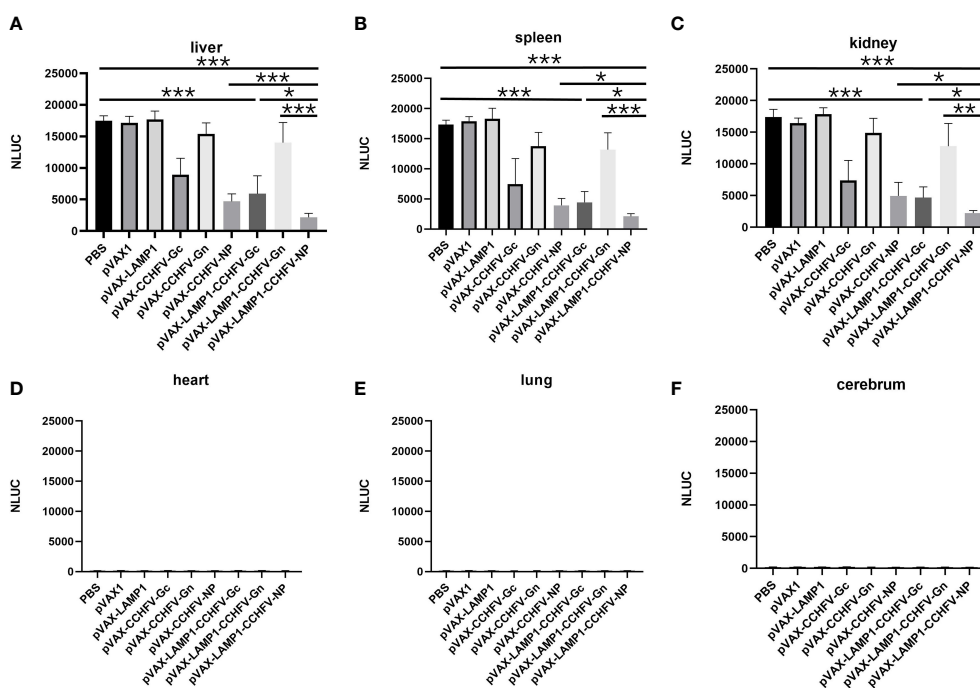 A
liver
***
***
***
*
***
25000
20000
15000
10000
5000
0
NLUC
PBS
pVAX1
pVAX-LAMP1
pVAX-CCHFV-Gc
pVAX-CCHFV-Gn
pVAX-CCHFV-NP
pVAX-LAMP1-CCHFV-Gc
pVAX-LAMP1-CCHFV-Gn
pVAX-LAMP1-CCHFV-NP
B
spleen
***
*
***
*
***
25000
20000
15000
10000
5000
0
NLUC
PBS
pVAX1
pVAX-LAMP1
pVAX-CCHFV-Gc
pVAX-CCHFV-Gn
pVAX-CCHFV-NP
pVAX-LAMP1-CCHFV-Gc
pVAX-LAMP1-CCHFV-Gn
pVAX-LAMP1-CCHFV-NP
C
kidney
***
*
***
*
**
25000
20000
15000
10000
5000
0
NLUC
PBS
pVAX1
pVAX-LAMP1
pVAX-CCHFV-Gc
pVAX-CCHFV-Gn
pVAX-CCHFV-NP
pVAX-LAMP1-CCHFV-Gc
pVAX-LAMP1-CCHFV-Gn
pVAX-LAMP1-CCHFV-NP
D
heart
25000
20000
15000
10000
5000
0
NLUC
PBS
pVAX1
pVAX-LAMP1
pVAX-CCHFV-Gc
pVAX-CCHFV-Gn
pVAX-CCHFV-NP
pVAX-LAMP1-CCHFV-Gc
pVAX-LAMP1-CCHFV-Gn
pVAX-LAMP1-CCHFV-NP
E
lung
25000
20000
15000
10000
5000
0
NLUC
PBS
pVAX1
pVAX-LAMP1
pVAX-CCHFV-Gc
pVAX-CCHFV-Gn
pVAX-CCHFV-NP
pVAX-LAMP1-CCHFV-Gc
pVAX-LAMP1-CCHFV-Gn
pVAX-LAMP1-CCHFV-NP
F
cerebrum
25000
20000
15000
10000
5000
0
NLUC
PBS
pVAX1
pVAX-LAMP1
pVAX-CCHFV-Gc
pVAX-CCHFV-Gn
pVAX-CCHFV-NP
pVAX-LAMP1-CCHFV-Gc
pVAX-LAMP1-CCHFV-Gn
pVAX-LAMP1-CCHFV-NP